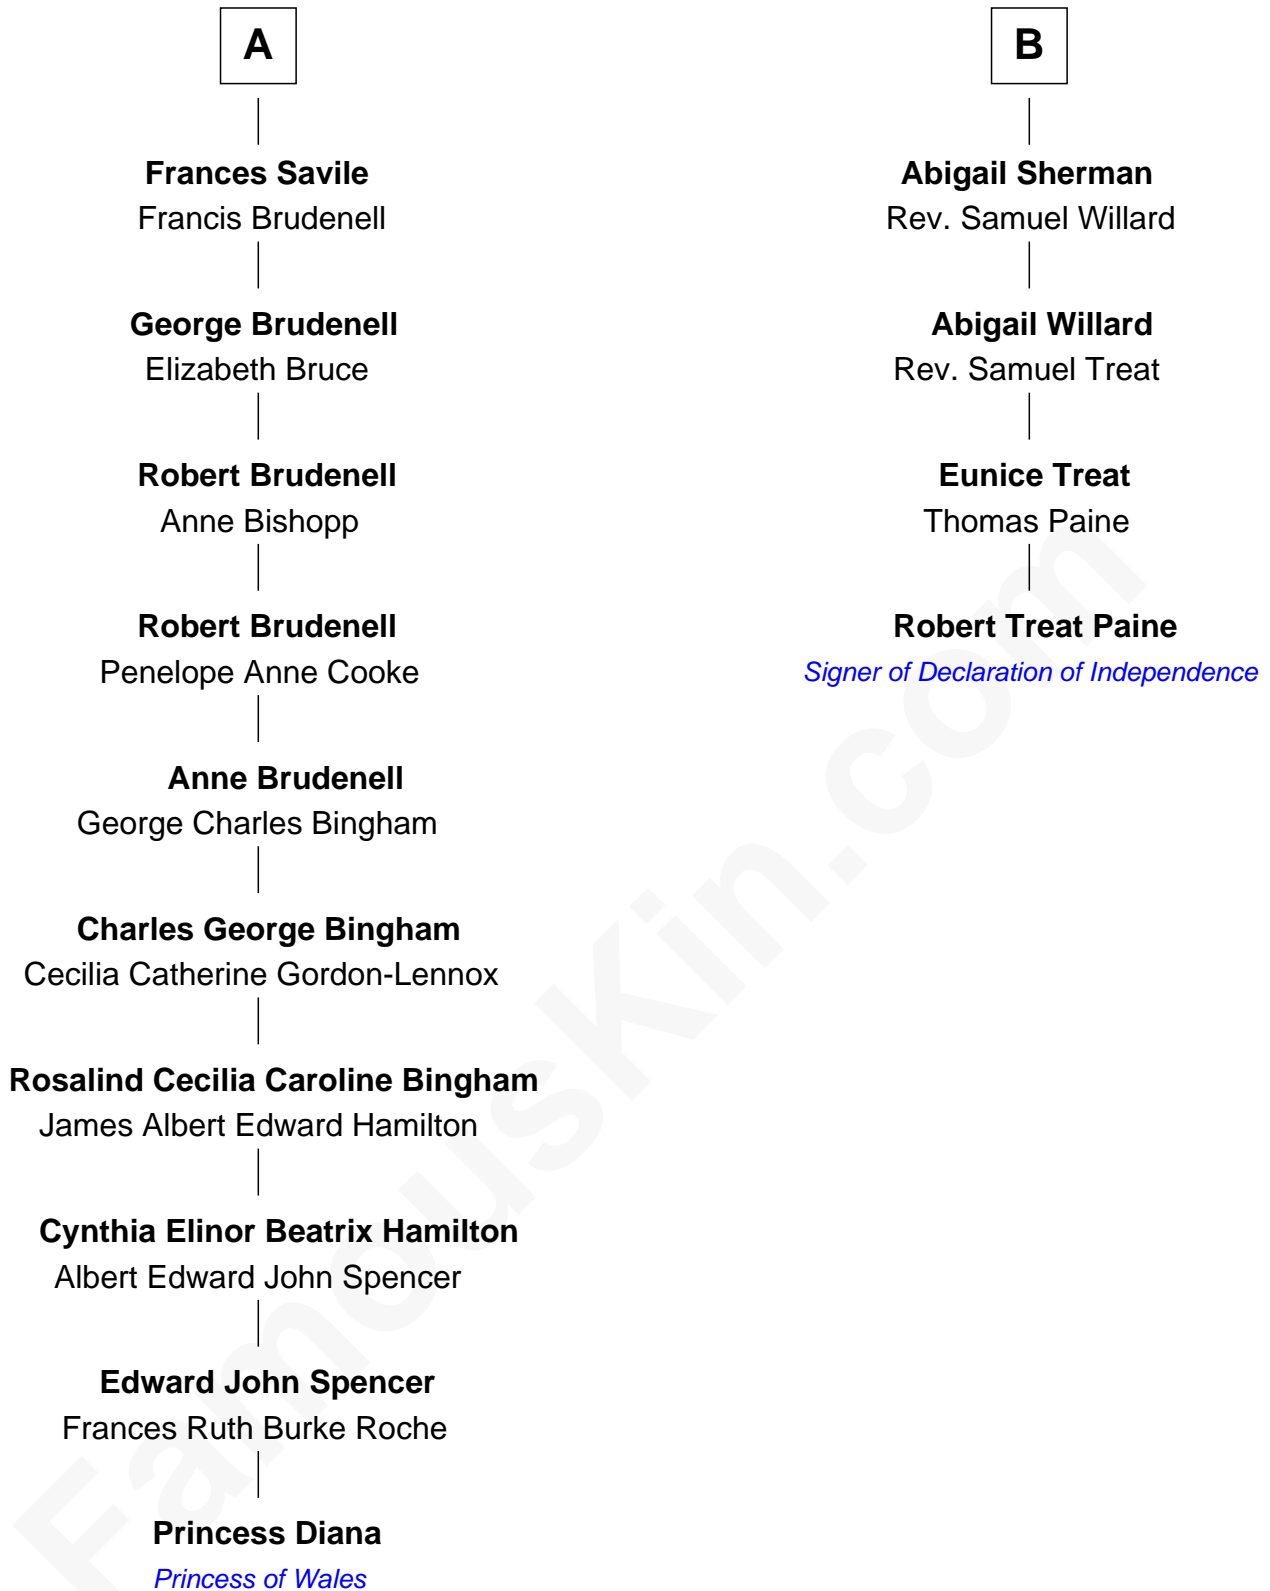 A
Frances Savile
Francis Brudenell
George Brudenell
Elizabeth Bruce
Robert Brudenell
Anne Bishopp
Robert Brudenell
Penelope Anne Cooke
Anne Brudenell
George Charles Bingham
Charles George Bingham
Cecilia Catherine Gordon-Lennox
Rosalind Cecilia Caroline Bingham
James Albert Edward Hamilton
Cynthia Elinor Beatrix Hamilton
Albert Edward John Spencer
Edward John Spencer
Frances Ruth Burke Roche
Princess Diana
Princess of Wales
B
Abigail Sherman
Rev. Samuel Willard
Abigail Willard
Rev. Samuel Treat
Eunice Treat
Thomas Paine
Robert Treat Paine
Signer of Declaration of Independence
FamousKin.com